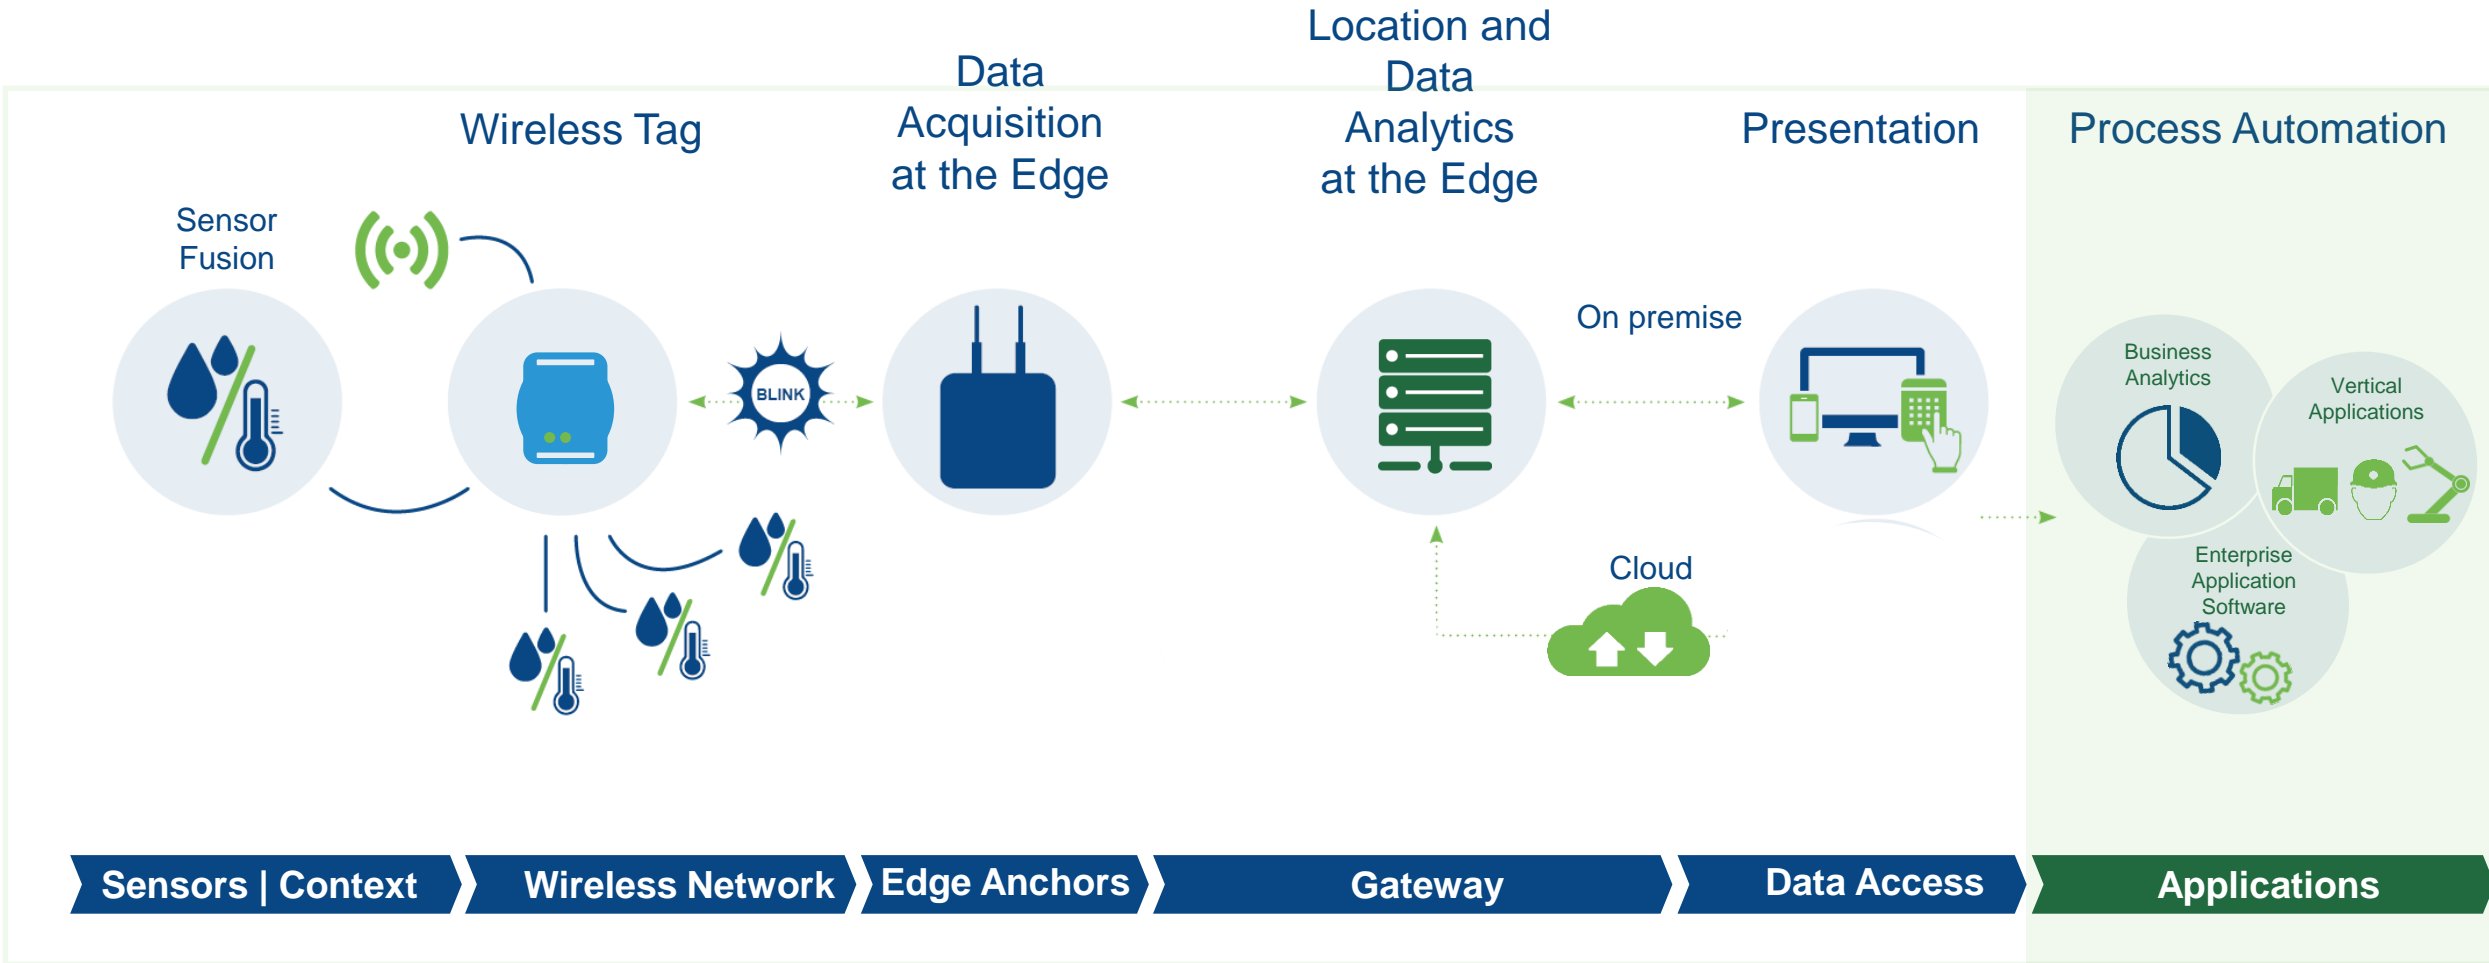 Wireless Tag
Data
Acquisition
at the Edge
Location and
Data
Analytics
at the Edge
Presentation
Process Automation
Sensor
Fusion
BLINK
On premise
Cloud
Business
Analytics
Vertical
Applications
Enterprise
Application
Software
Sensors | Context
Wireless Network
Edge Anchors
Gateway
Data Access
Applications